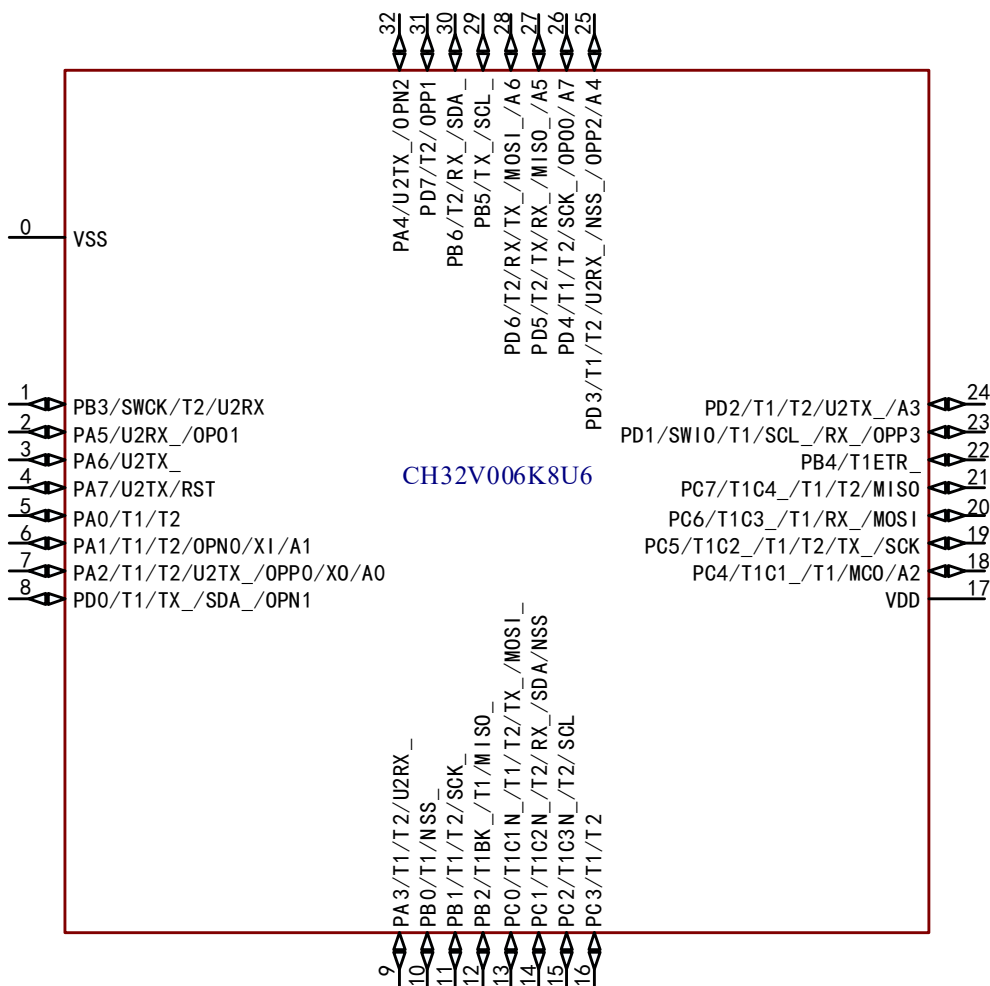 32
31
30
29
28
27
26
25
PA4/U2TX_/OPN2
PD7/T2/OPP1
PB6/T2/RX_/SDA_
PB5/TX_/SCL_
PD6/T2/RX/TX_/MOSI_/A6
PD5/T2/TX/RX_/MISO_/A5
PD4/T1/T2/SCK_/OPO0/A7
PD3/T1/T2/U2RX_/NSS_/OPP2/A4
0
VSS
1
PB3/SWCK/T2/U2RX
2
PA5/U2RX_/OPO1
3
PA6/U2TX_
4
PA7/U2TX/RST
5
PA0/T1/T2
6
PA1/T1/T2/OPN0/XI/A1
7
PA2/T1/T2/U2TX_/OPP0/XO/A0
8
PD0/T1/TX_/SDA_/OPN1
CH32V006K8U6
PD2/T1/T2/U2TX_/A3
24
PD1/SWIO/T1/SCL_/RX_/OPP3
23
PB4/T1ETR_
22
PC7/T1C4_/T1/T2/MISO
21
PC6/T1C3_/T1/RX_/MOSI
20
PC5/T1C2_/T1/T2/TX_/SCK
19
PC4/T1C1_/T1/MCO/A2
18
VDD
17
PA3/T1/T2/U2RX_
PB0/T1/NSS_
PB1/T1/T2/SCK_
PB2/T1BK_/T1/MISO_
PC0/T1C1N_/T1/T2/TX_/MOSI_
PC1/T1C2N_/T2/RX_/SDA/NSS
PC2/T1C3N_/T2/SCL
PC3/T1/T2
9
10
11
12
13
14
15
16